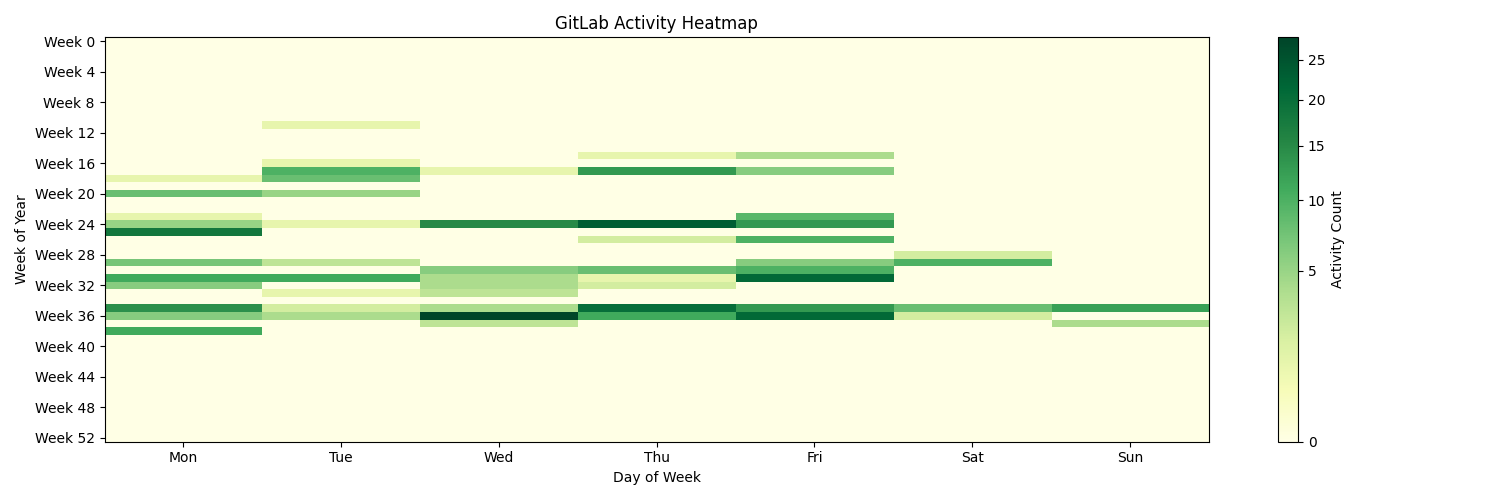 GitLab Activity Heatmap
Week 0
Week 4
Week 8
Week 12
Week 16
Week 20
Week 24
Week 28
Week 32
Week 36
Week 40
Week 44
Week 48
Week 52
Week of Year
Mon Tue Wed Thu Fri Sat Sun
Day of Week
25
20
15
10
5
0
Activity Count